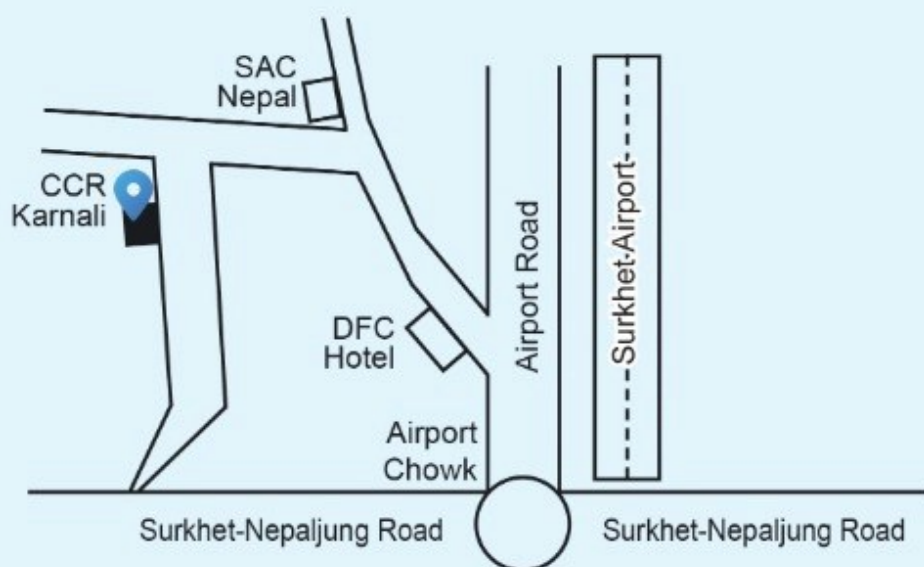 SAC
Nepal
CCR
Karnali
DFC
Hotel
Airport Road
Surkhet-Airport
Airport
Chowk
Surkhet-Nepaljung Road
Surkhet-Nepaljung Road